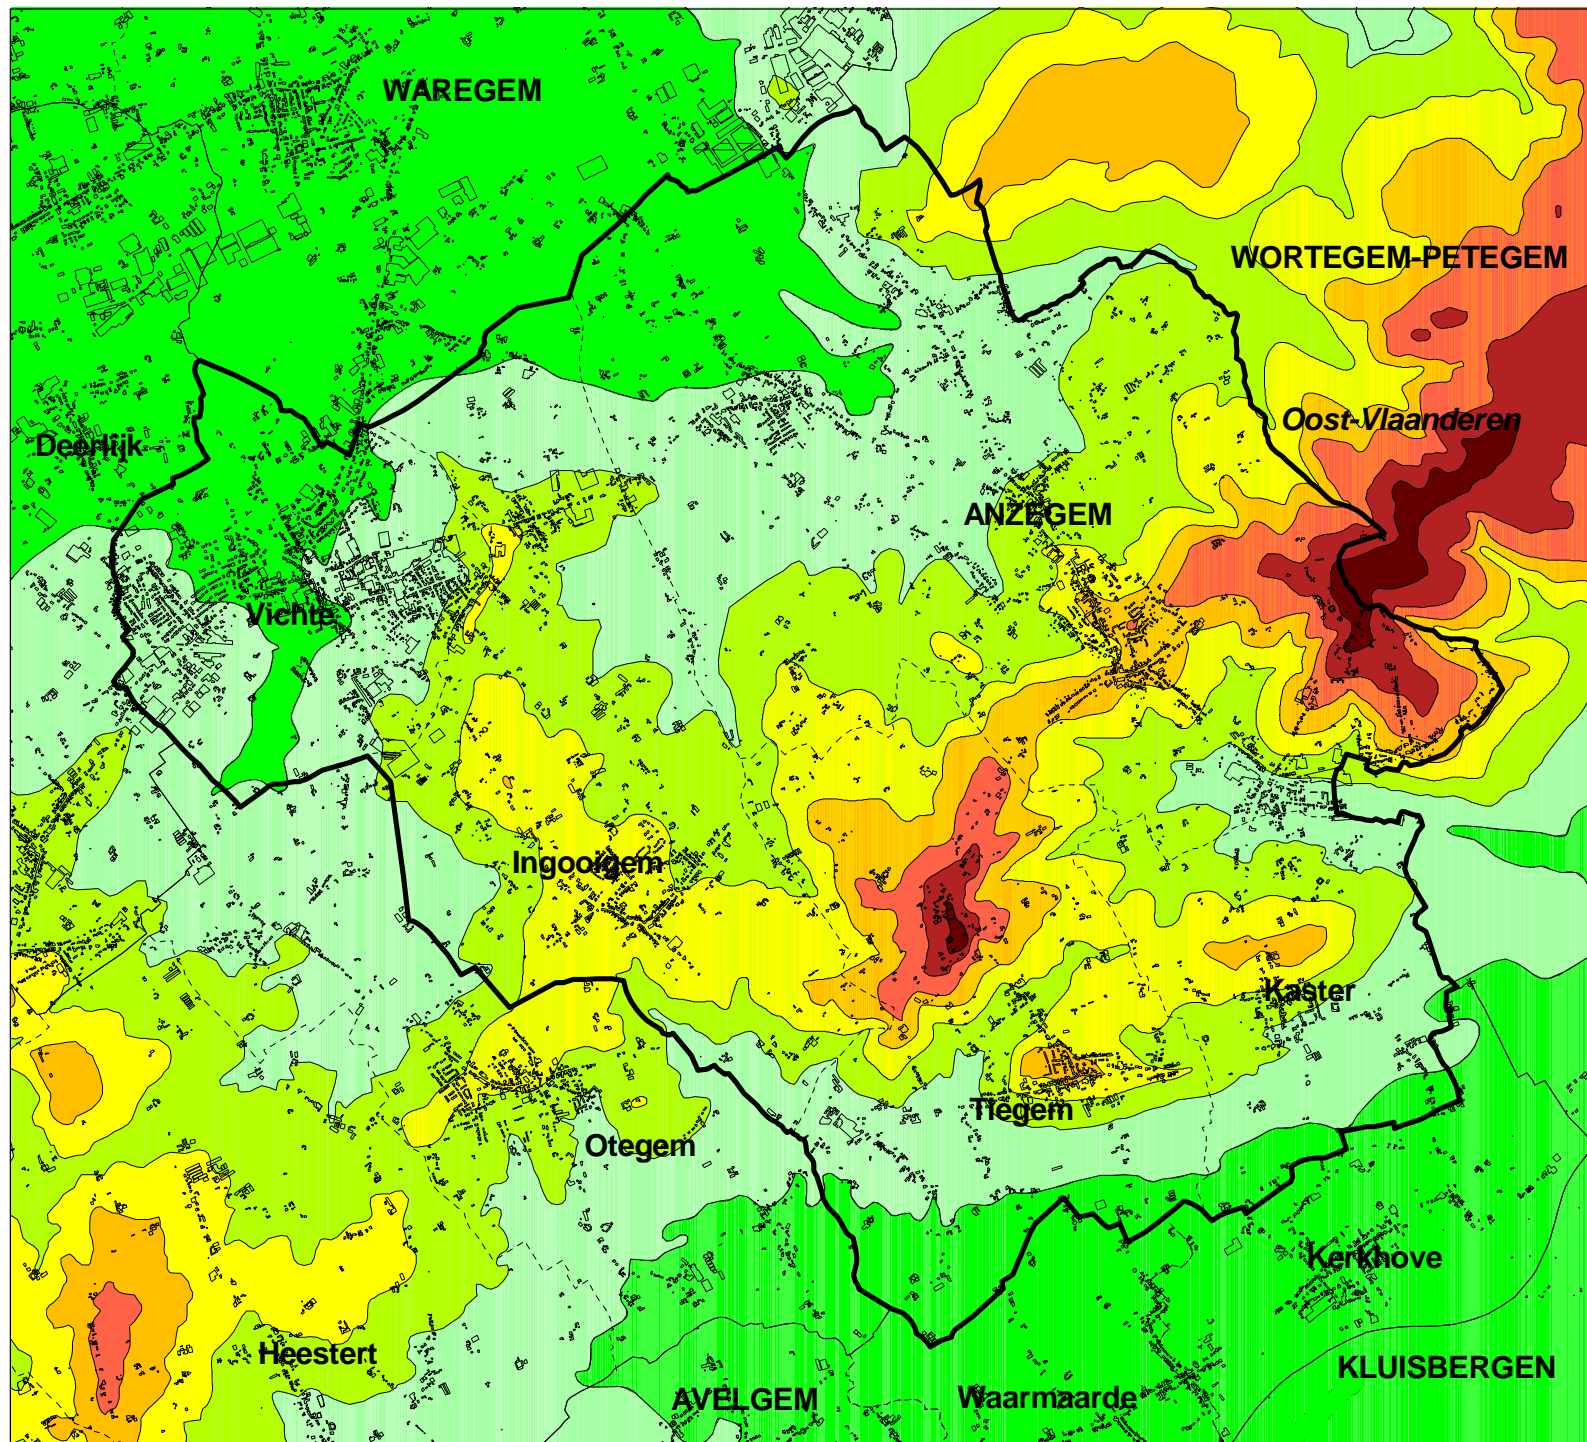 WAREGEM
WORTEGEM-PETEGEM
Oost-Vlaanderen
Deerlijk
ANZEGEM
Vichte
Ingooigem
Kaster
Tiegem
Otegem
Kerkhove
Heestert
KLUISBERGEN
AVELGEM
Waarmaarde